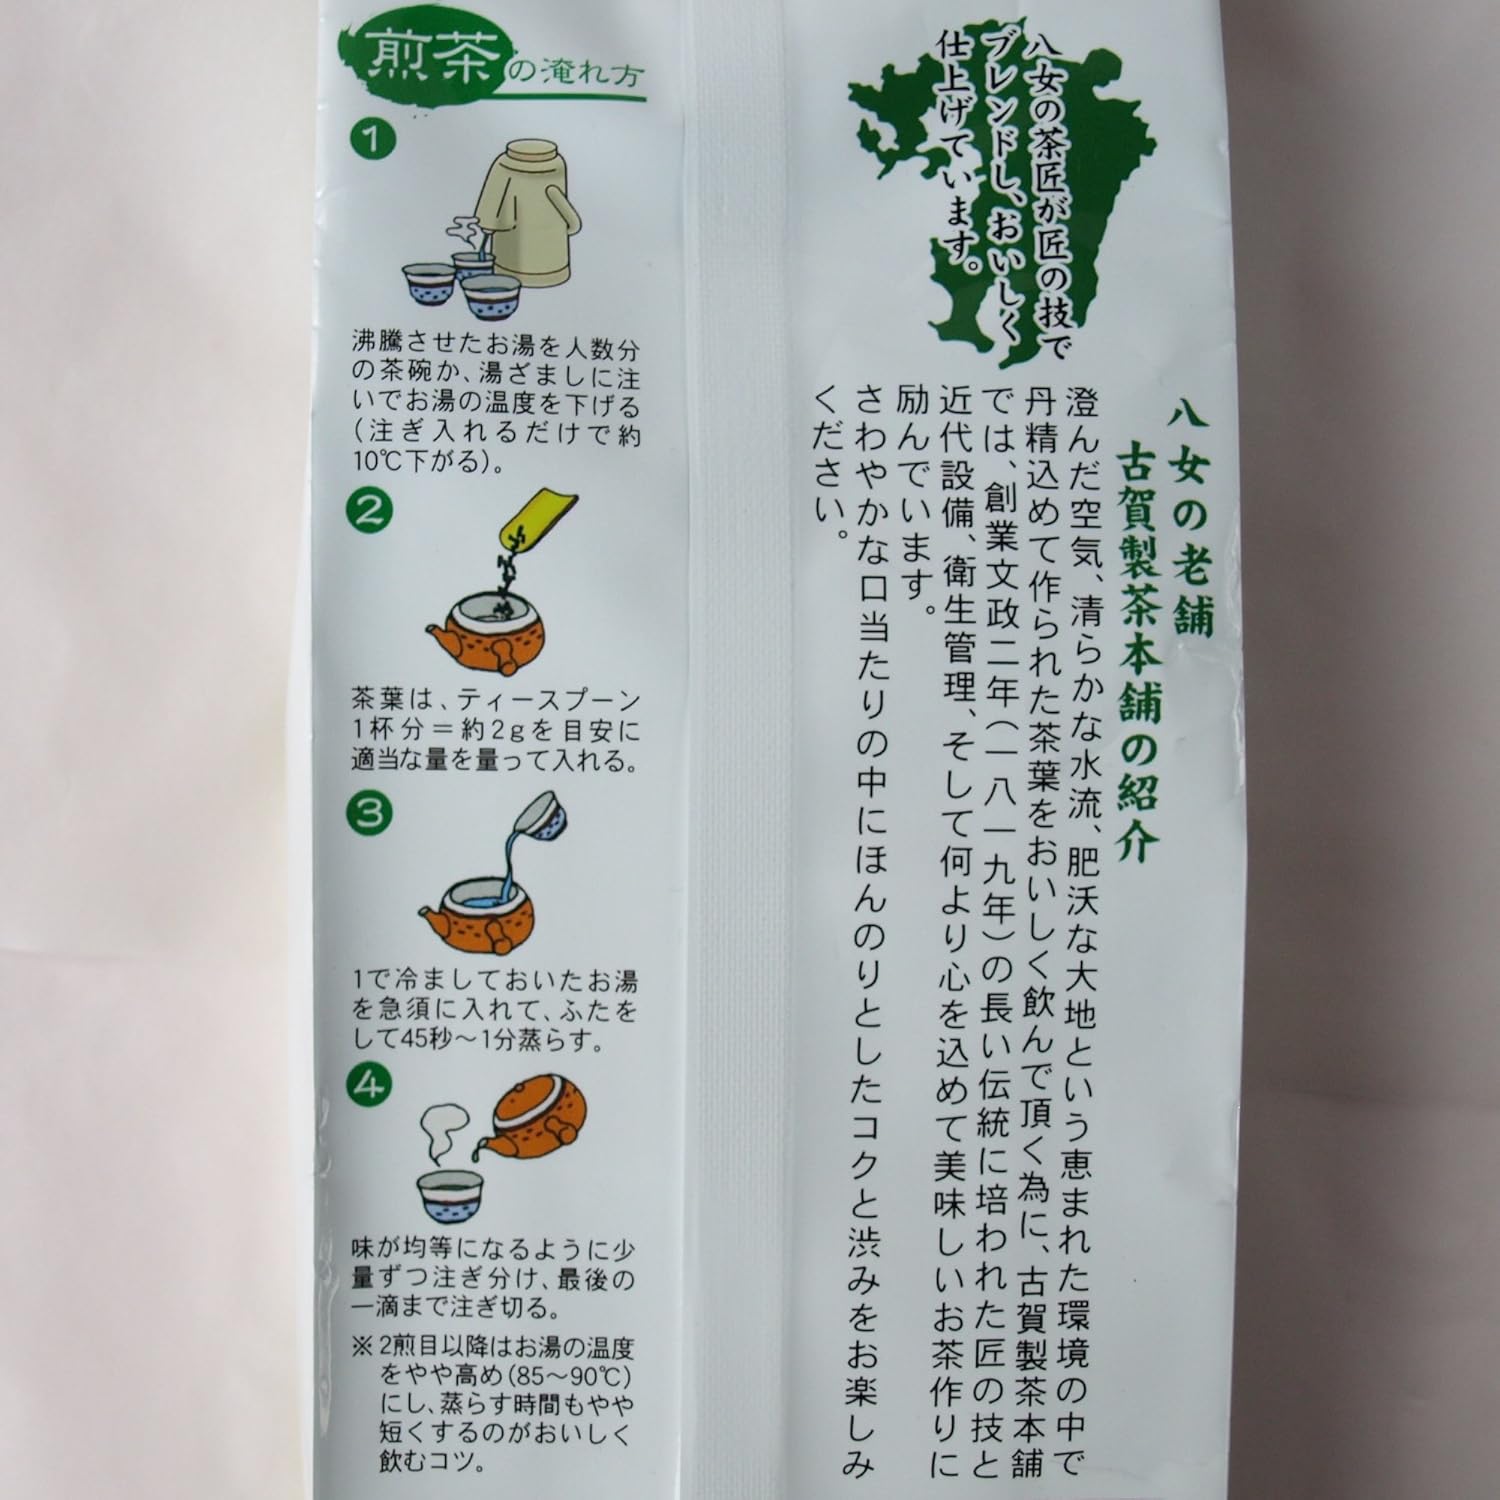 煎茶の淹れ方
1
沸騰させたお湯を人数分
の茶碗か、湯ざましに注
いでお湯の温度を下げる
(注ぎ入れるだけで約
10℃下がる)。
2
茶葉は、ティースプーン
1杯分＝約2gを目安に
適当な量を量って入れる。
3
1で冷ましておいたお湯
を急須に入れて、ふたを
して45秒～1分蒸らす。
4
味が均等になるように少
量ずつ注ぎ分け、最後の
一滴まで注ぎ切る。
※2煎目以降はお湯の温度
をやや高め(85～90℃)
にし、蒸らす時間もやや
短くするのがおいしく
飲むコツ。
八女の茶匠が匠の技で
ブレンドし、おいしく
仕上げています。
八女の老舗
古賀製茶本舗の紹介
澄んだ空気、清らかな水流、肥沃な大地という恵まれた環境の中で
丹精込めて作られた茶葉をおいしく飲んで頂く為に、古賀製茶本舗
では、創業文政二年(一八一九年)の長い伝統に培われた匠の技と
近代設備、衛生管理、そして何より心を込めて美味しいお茶作りに
励んでいます。
さわやかな口当たりの中にほんのりとしたコクと渋みをお楽しみ
ください。